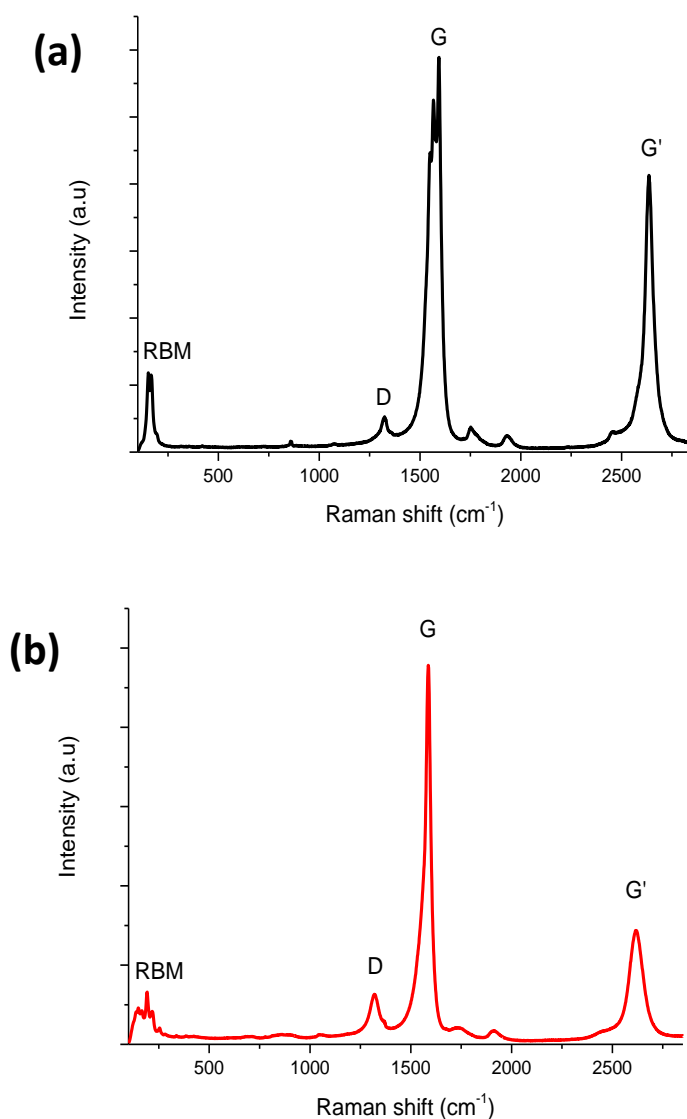 (a)
G
G'
RBM
D
Intensity (a.u)
500 1000 1500 2000 2500
Raman shift (cm-1)
(b)
G
G'
RBM
D
Intensity (a.u)
500 1000 1500 2000 2500
Raman shift (cm-1)